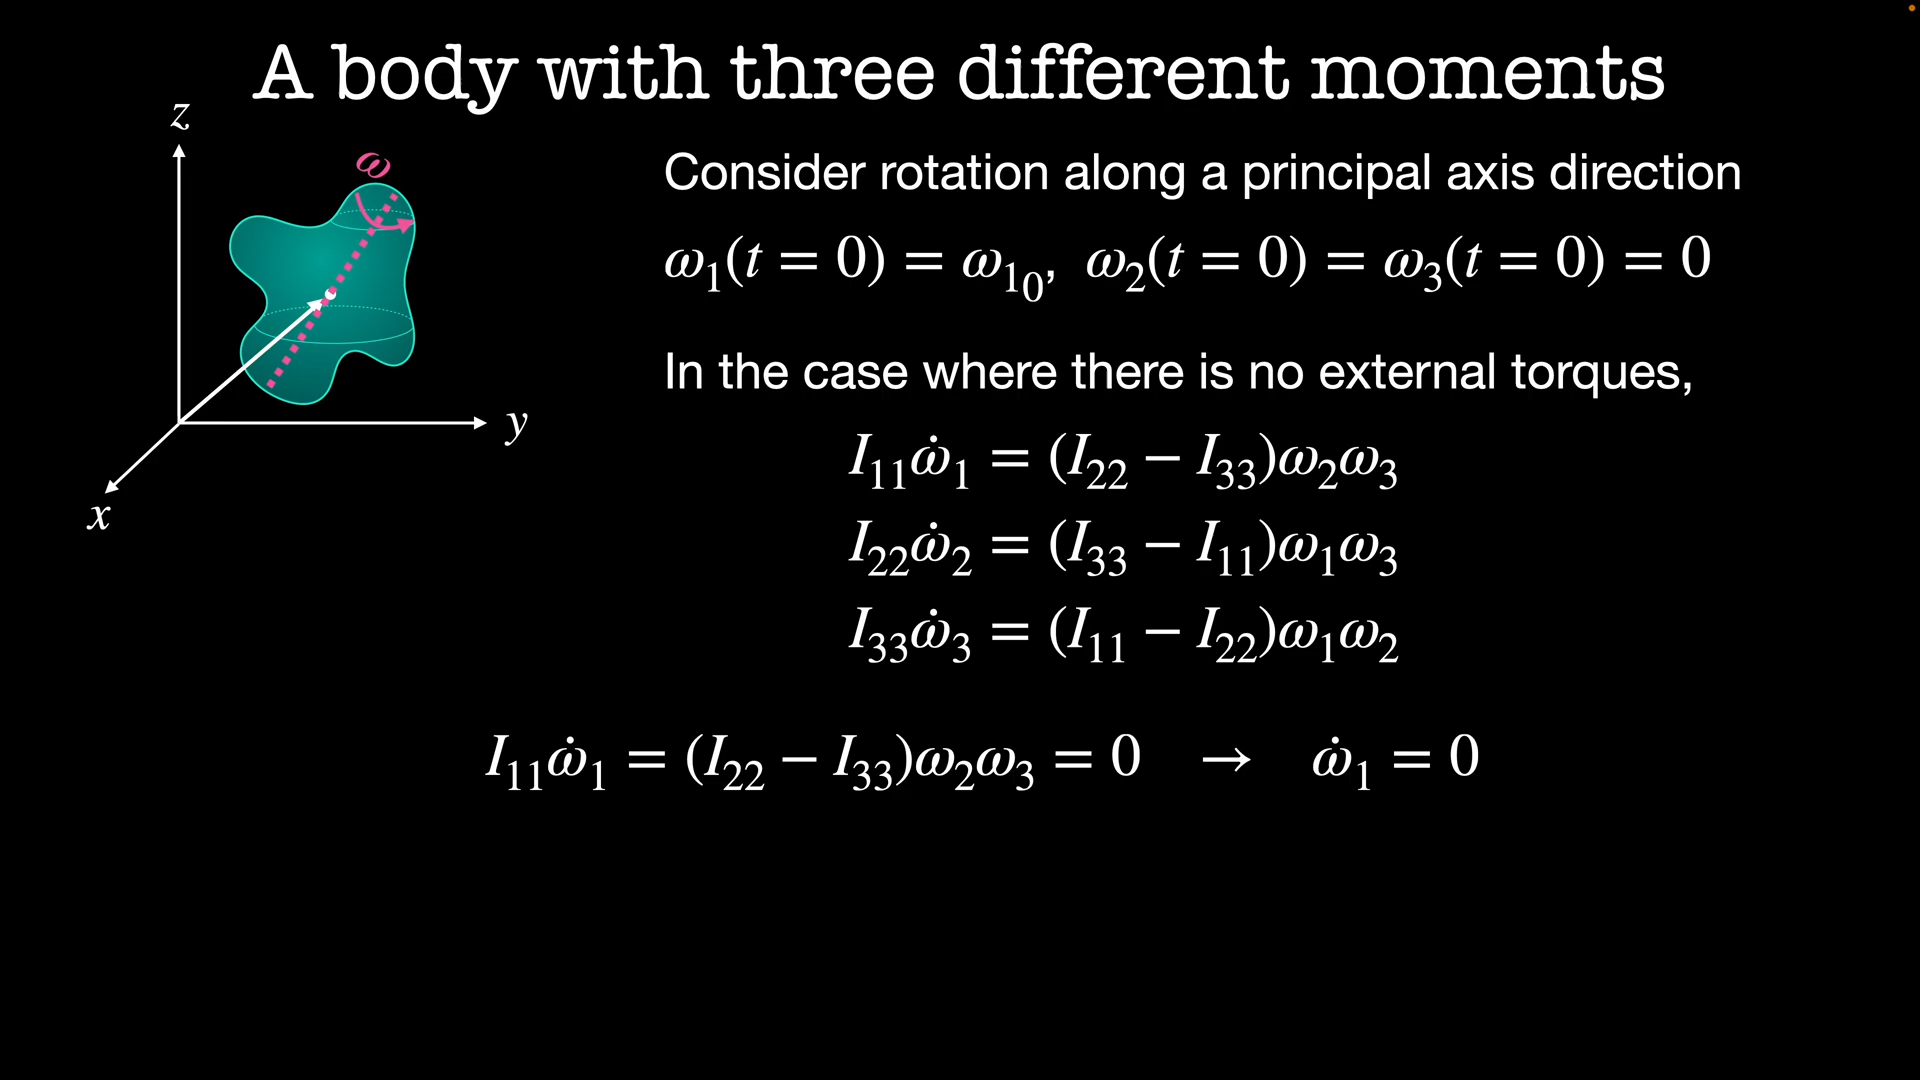 A body with three different moments
z
ω
y
x
Consider rotation along a principal axis direction
ω₁(t = 0) = ω₁₀, ω₂(t = 0) = ω₃(t = 0) = 0
In the case where there is no external torques,
I₁₁ω̇₁ = (I₂₂ − I₃₃)ω₂ω₃
I₂₂ω̇₂ = (I₃₃ − I₁₁)ω₁ω₃
I₃₃ω̇₃ = (I₁₁ − I₂₂)ω₁ω₂
I₁₁ω̇₁ = (I₂₂ − I₃₃)ω₂ω₃ = 0 → ω̇₁ = 0